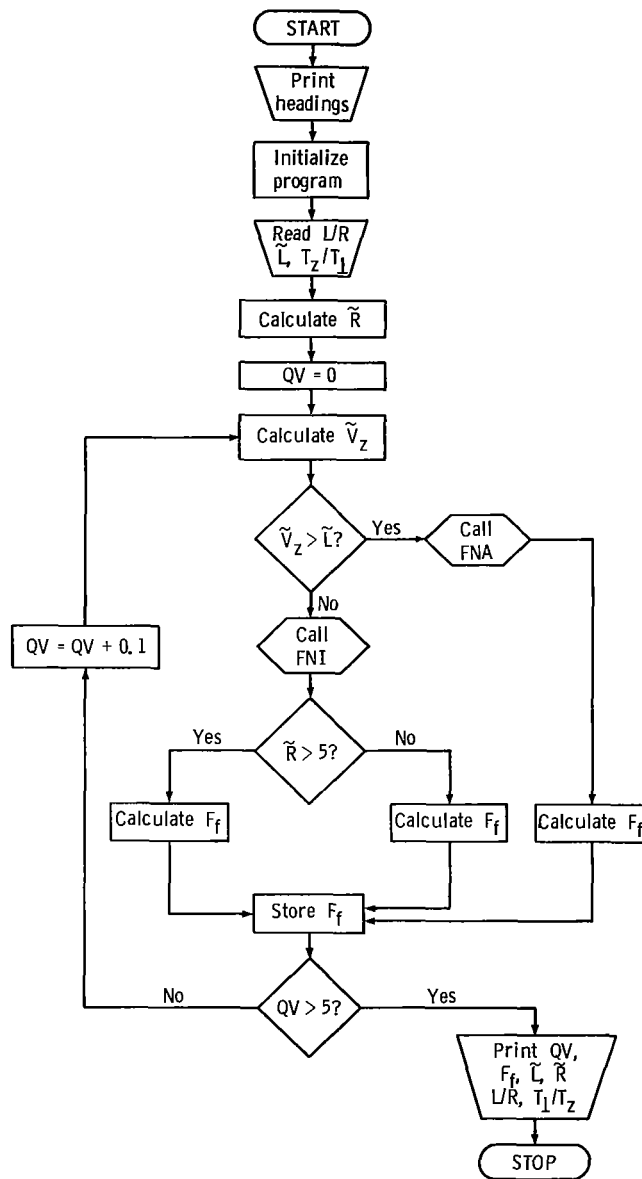 START
Print
headings
Initialize
program
Read L/R
L̃, T_z/T_⊥
Calculate R̃
QV = 0
Calculate Ṽ_z
Ṽ_z > L̃?
Yes
Call
FNA
No
Call
FNI
QV = QV + 0.1
R̃ > 5?
Yes
No
Calculate F_f
Calculate F_f
Calculate F_f
Store F_f
QV > 5?
No
Yes
Print QV,
F_f, L̃, R̃
L/R, T_⊥/T_z
STOP